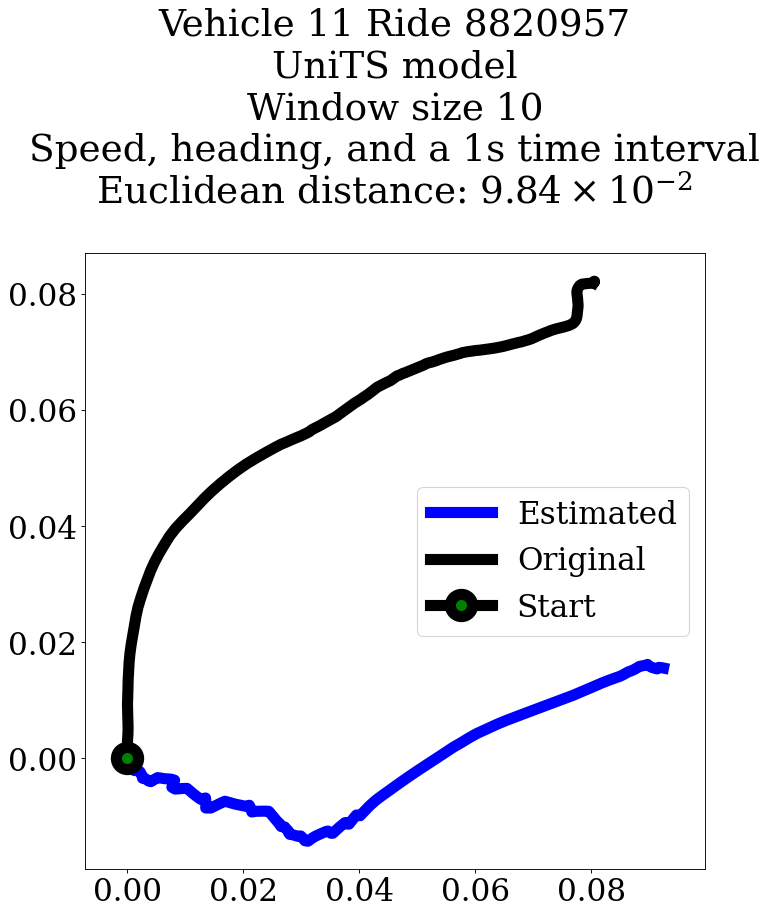 Vehicle 11 Ride 8820957
UniTS model
Window size 10
Speed, heading, and a 1s time interval
Euclidean distance: 9.84 × 10⁻²
0.08
0.06
0.04
0.02
0.00
Estimated
Original
Start
0.00 0.02 0.04 0.06 0.08